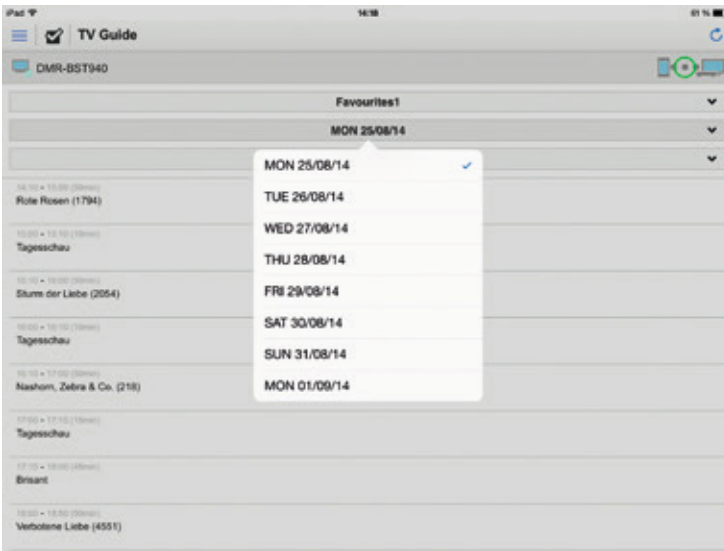 iPad 14:18 61 %
TV Guide
DMR-BST940
Favourites1
MON 25/08/14
MON 25/08/14
TUE 26/08/14
WED 27/08/14
THU 28/08/14
FRI 29/08/14
SAT 30/08/14
SUN 31/08/14
MON 01/09/14
Rote Rosen (1794)
Tagesschau
Sturm der Liebe (2054)
Tagesschau
Nashorn, Zebra & Co. (218)
Tagesschau
Brisant
Verbotene Liebe (4551)